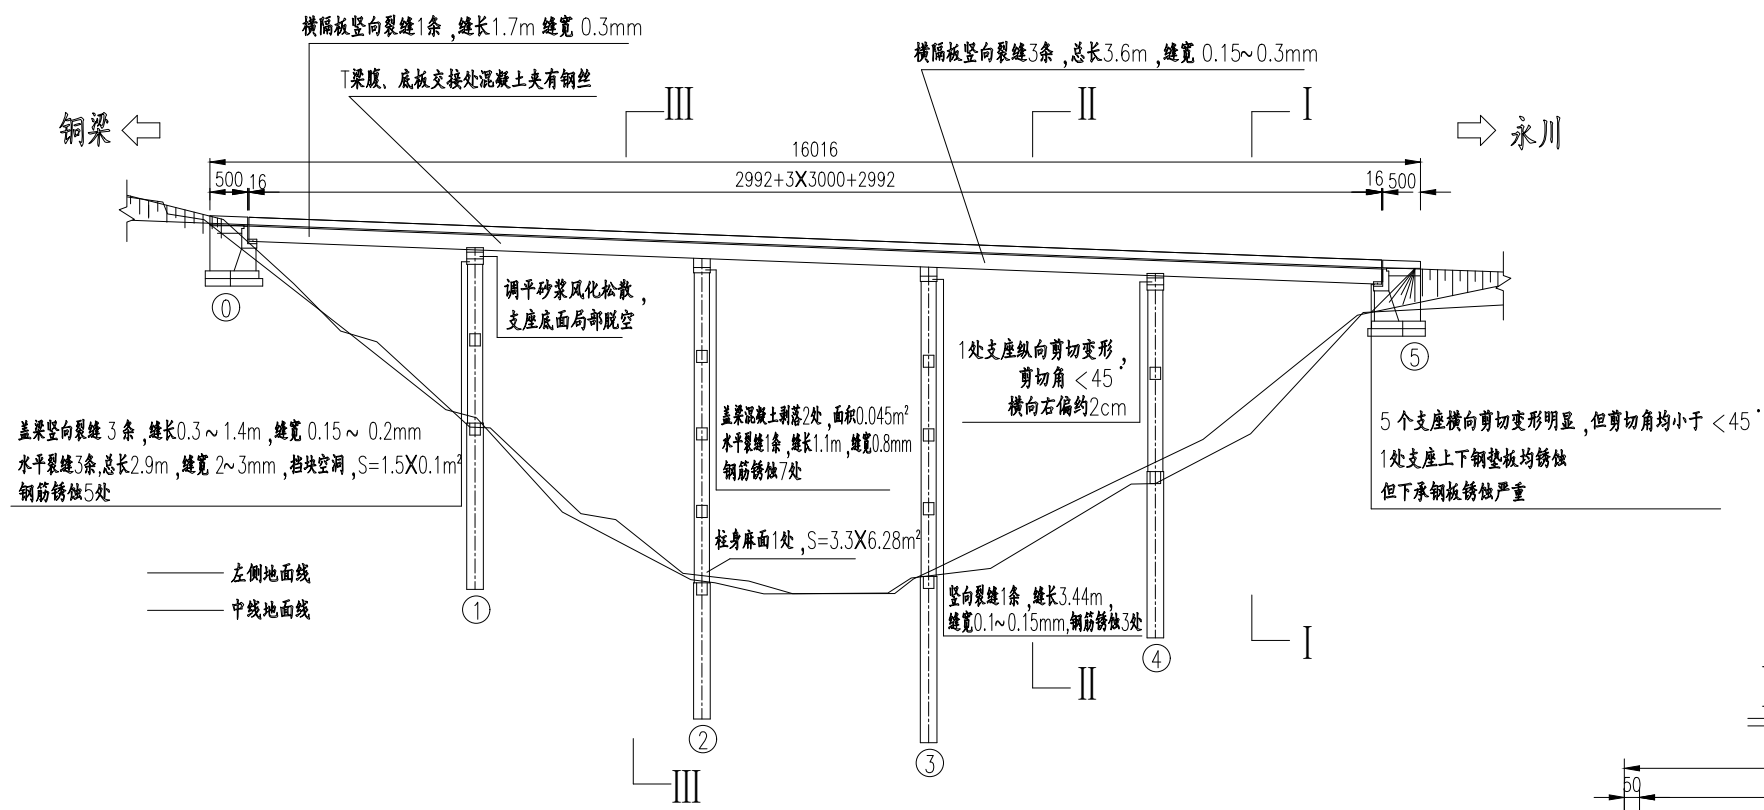 横隔板竖向裂缝1条，缝长1.7m 缝宽 0.3mm
横隔板竖向裂缝3条，总长3.6m，缝宽 0.15~0.3mm
T梁腹、底板交接处混凝土夹有钢丝
III
II
I
铜梁
永川
16016
500
16
2992+3X3000+2992
16
500
0
调平砂浆风化松散，
支座底面局部脱空
1处支座纵向剪切变形，
剪切角 <45°
横向右偏约2cm
5
盖梁竖向裂缝 3 条，缝长0.3~1.4m，缝宽 0.15~0.2mm
水平裂缝3条,总长2.9m，缝宽 2~3mm，挡块空洞，S=1.5X0.1m²
钢筋锈蚀5处
盖梁混凝土剥落2处，面积0.045m²
水平裂缝1条，缝长1.1m，缝宽0.8mm
钢筋锈蚀7处
5 个支座横向剪切变形明显，但剪切角均小于 <45°
1处支座上下钢垫板均锈蚀
但下承钢板锈蚀严重
柱身麻面1处，S=3.3X6.28m²
左侧地面线
中线地面线
竖向裂缝1条，缝长3.44m，
缝宽0.1~0.15mm,钢筋锈蚀3处
1
4
I
II
2
3
III
50